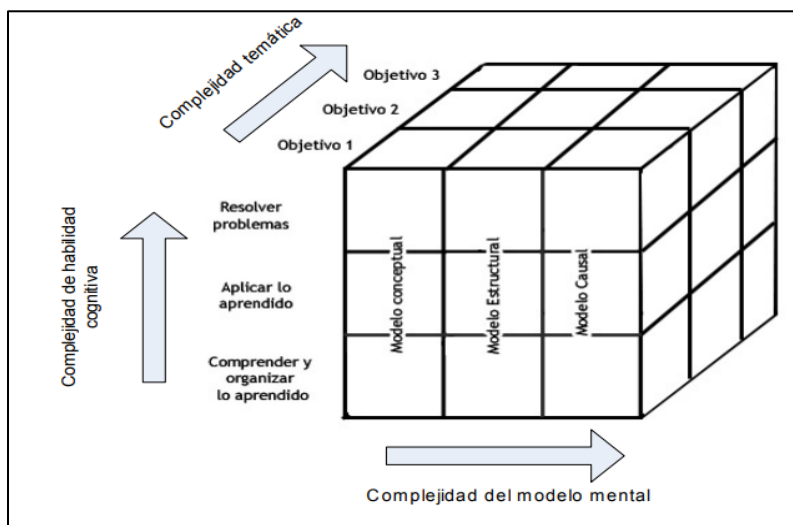 Complejidad temática
Objetivo 3
Objetivo 2
Objetivo 1
Complejidad de habilidad
cognitiva
Resolver
problemas
Aplicar lo
aprendido
Comprender y
organizar
lo aprendido
Modelo conceptual
Modelo Estructural
Modelo Causal
Complejidad del modelo mental